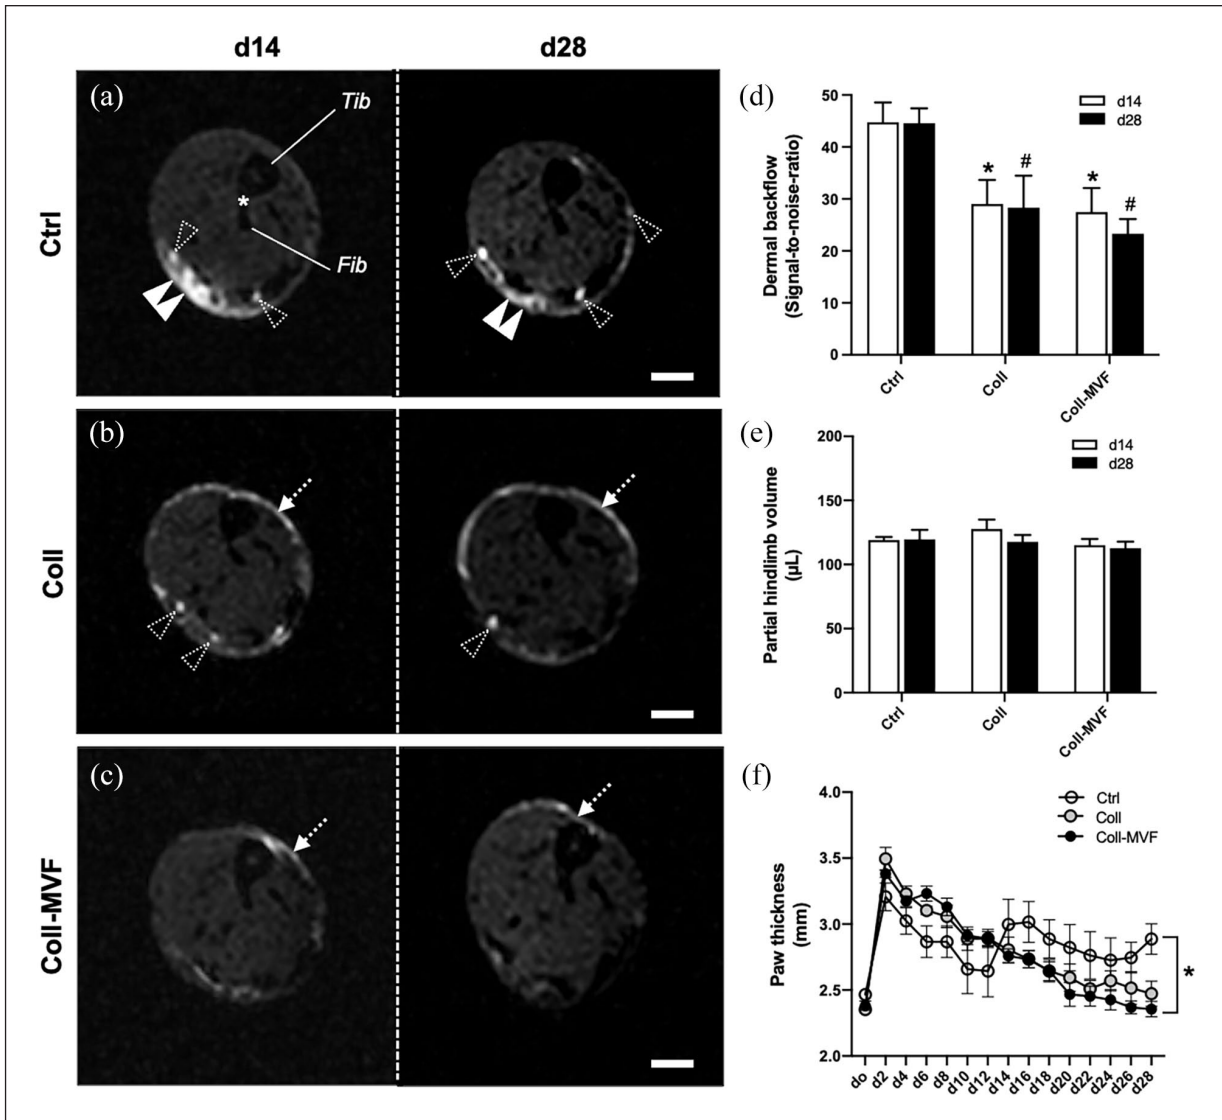 d14
d28
Ctrl
(a)
Tib
*
Fib
Coll
(b)
Coll-MVF
(c)
(d)
Dermal backflow
(Signal-to-noise-ratio)
50
40
30
20
10
0
d14
d28
*
#
*
#
Ctrl
Coll
Coll-MVF
(e)
Partial hindlimb volume
(µL)
200
150
100
50
0
d14
d28
Ctrl
Coll
Coll-MVF
(f)
Paw thickness
(mm)
4.0
3.5
3.0
2.5
2.0
Ctrl
Coll
Coll-MVF
*
do
d2
d4
d6
d8
d10
d12
d14
d16
d18
d20
d22
d24
d26
d28